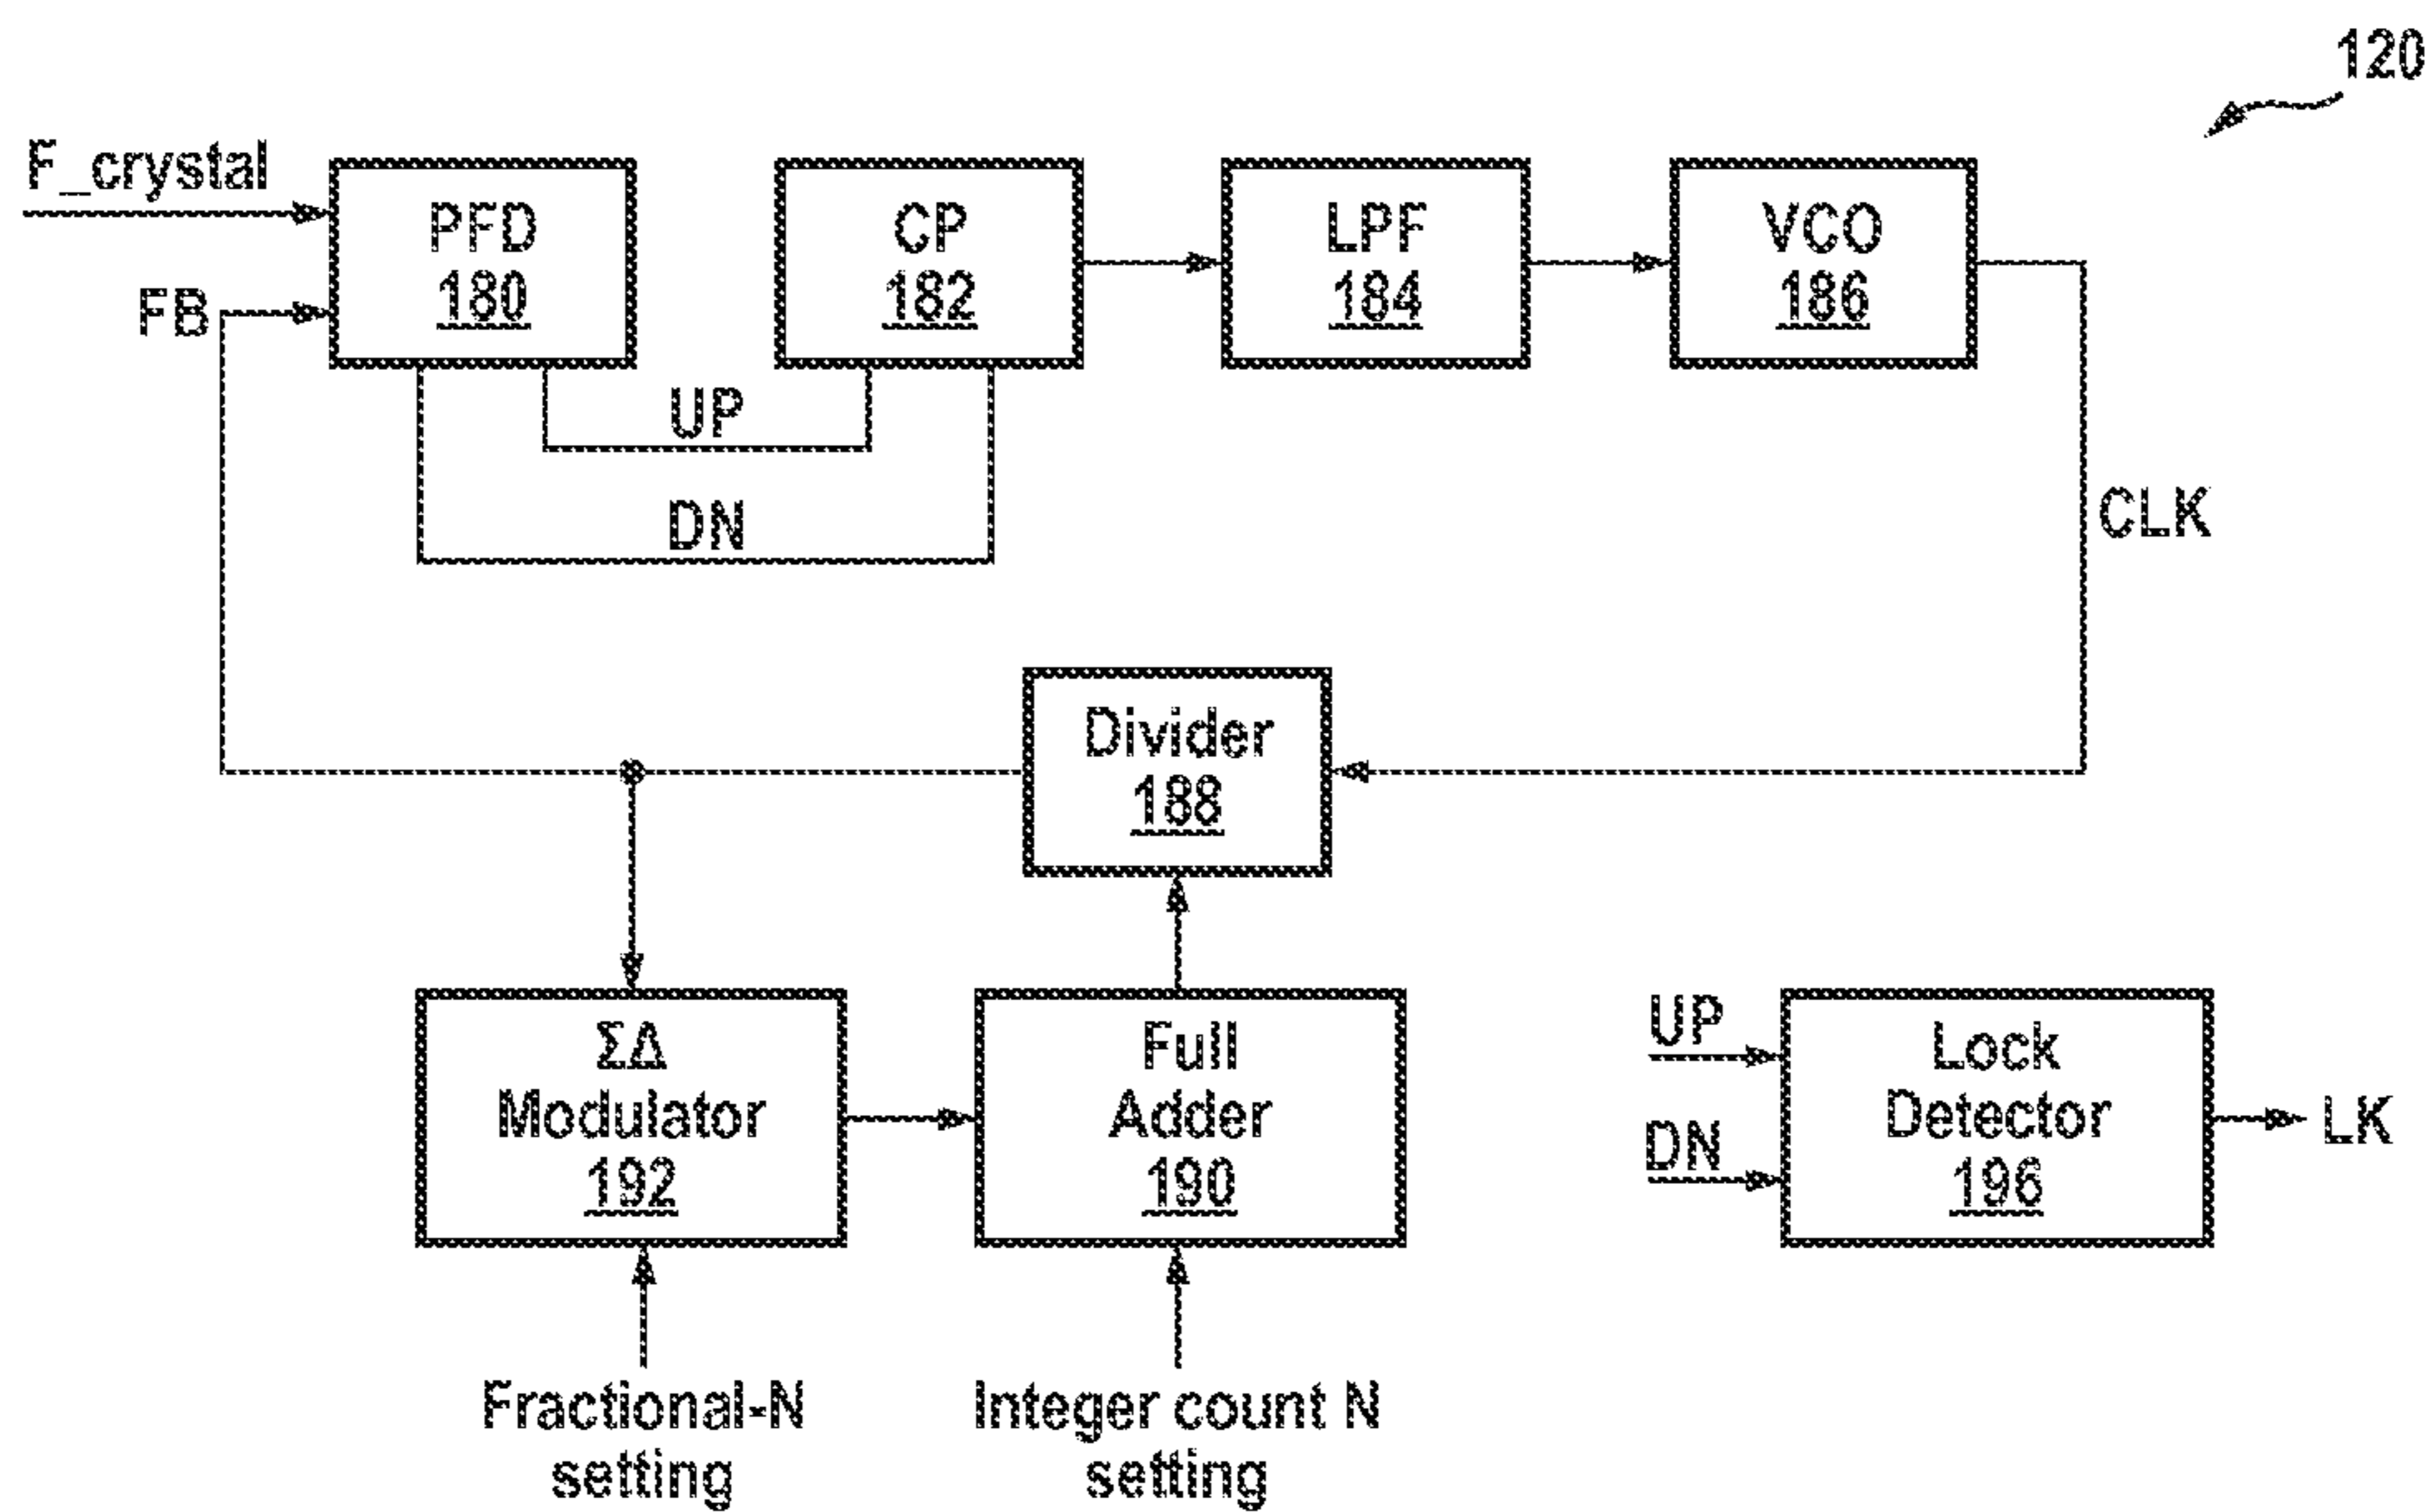 120
F_crystal
PFD
180
CP
182
LPF
184
VCO
186
FB
UP
DN
CLK
Divider
188
ΣΔ
Modulator
192
Full
Adder
190
UP
DN
Lock
Detector
196
LK
Fractional-N
setting
Integer count N
setting